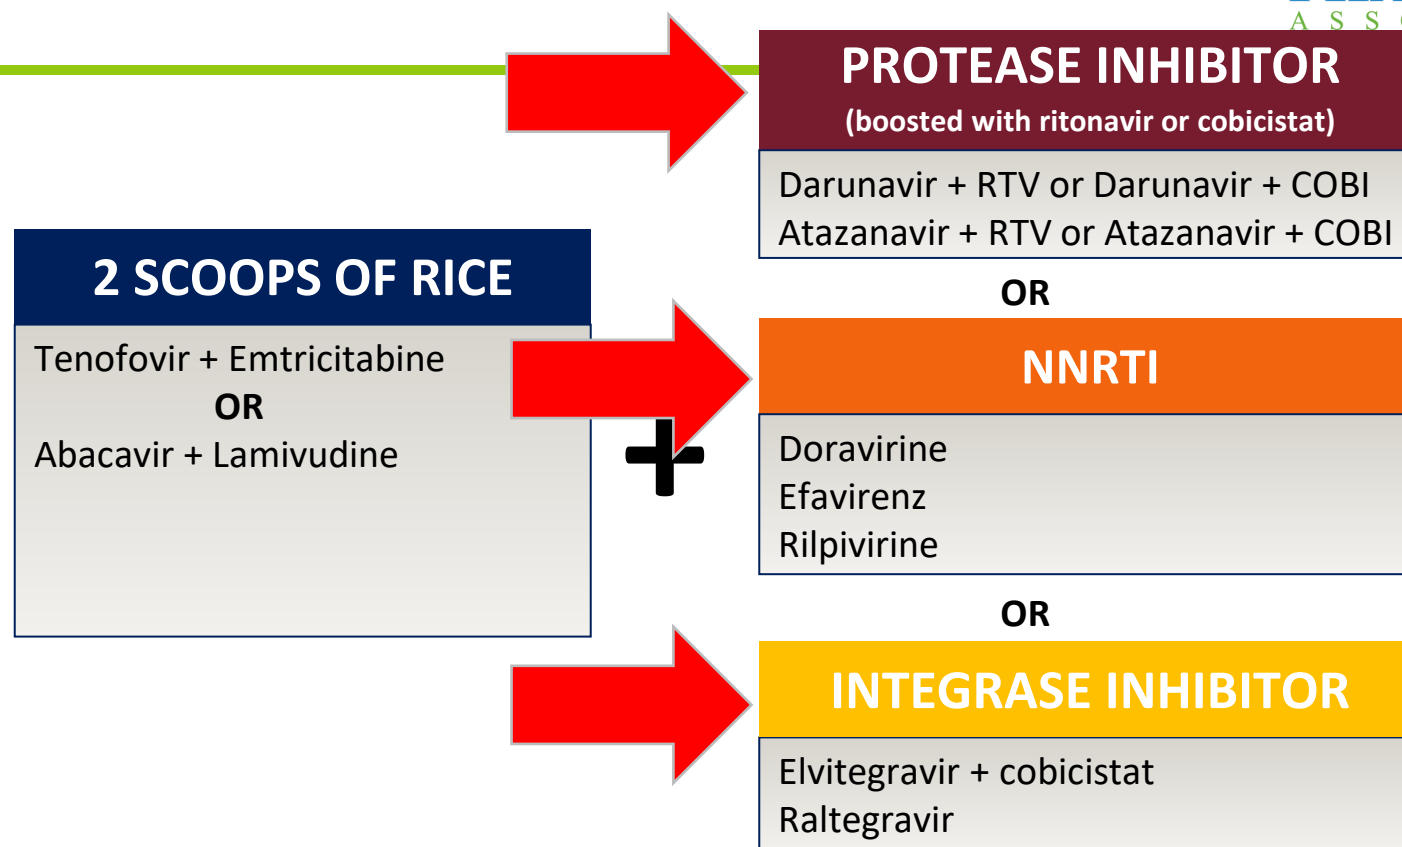 A S S
PROTEASE INHIBITOR
(boosted with ritonavir or cobicistat)
Darunavir + RTV or Darunavir + COBI
Atazanavir + RTV or Atazanavir + COBI
2 SCOOPS OF RICE
Tenofovir + Emtricitabine
OR
Abacavir + Lamivudine
+
OR
NNRTI
Doravirine
Efavirenz
Rilpivirine
OR
INTEGRASE INHIBITOR
Elvitegravir + cobicistat
Raltegravir